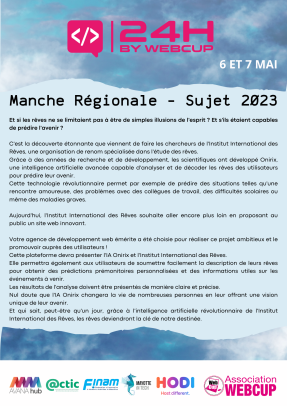 24H
BY WEBCUP
6 ET 7 MAI
Manche Régionale - Sujet 2023
Et si les rêves ne se limitaient pas à être de simples illusions de l'esprit ? Et s'ils étaient capables
de prédire l'avenir ?
C'est la découverte étonnante que viennent de faire les chercheurs de l'Institut International des
Rêves, une organisation de renom spécialisée dans l'étude des rêves.
Grâce à des années de recherche et de développement, les scientifiques ont développé Onirix,
une intelligence artificielle avancée capable d'analyser et de décoder les rêves des utilisateurs
pour prédire leur avenir.
Cette technologie révolutionnaire permet par exemple de prédire des situations telles qu'une
rencontre amoureuse, des problèmes avec des collègues de travail, des difficultés scolaires ou
même des maladies graves.
Aujourd'hui, l'Institut International des Rêves souhaite aller encore plus loin en proposant au
public un site web innovant.
Votre agence de développement web émérite a été choisie pour réaliser ce projet ambitieux et le
promouvoir auprès des utilisateurs !
Cette plateforme devra présenter l'IA Onirix et l'Institut International des Rêves.
Elle permettra également aux utilisateurs de soumettre facilement la description de leurs rêves
pour obtenir des prédictions prémonitoires personnalisées et des informations utiles sur les
événements à venir.
Les résultats de l'analyse doivent être présentés de manière claire et précise.
Nul doute que l'IA Onirix changera la vie de nombreuses personnes en leur offrant une vision
unique de leur avenir.
Et qui sait, peut-être qu'un jour, grâce à l'intelligence artificielle révolutionnaire de l'Institut
International des Rêves, les rêves deviendront la clé de notre destinée.
AVANA hub
@ctic
FINAM
HODI
Host different.
Association
WEBCUP